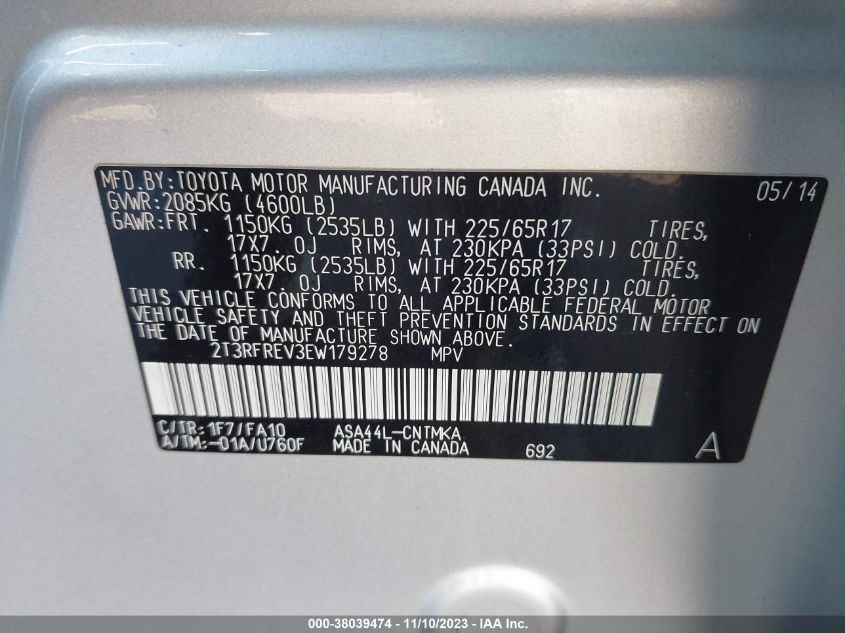 MFD.BY:TOYOTA MOTOR MANUFACTURING CANADA INC. 05/14
GVWR:2085KG (4600LB)
GAWR:FRT. 1150KG (2535LB) WITH 225/65R17 TIRES,
17X7.0J RIMS, AT 230KPA (33PSI) COLD.
RR. 1150KG (2535LB) WITH 225/65R17 TIRES,
17X7.0J RIMS, AT 230KPA (33PSI) COLD.
THIS VEHICLE CONFORMS TO ALL APPLICABLE FEDERAL MOTOR
VEHICLE SAFETY AND THEFT PREVENTION STANDARDS IN EFFECT ON
THE DATE OF MANUFACTURE SHOWN ABOVE.
2T3RFREV3EW179278 MPV
C/TR:1F7/FA10 ASA44L-CNTMKA
A/TM:-01A/U760F MADE IN CANADA 692 A
000-38039474 - 11/10/2023 - IAA Inc.